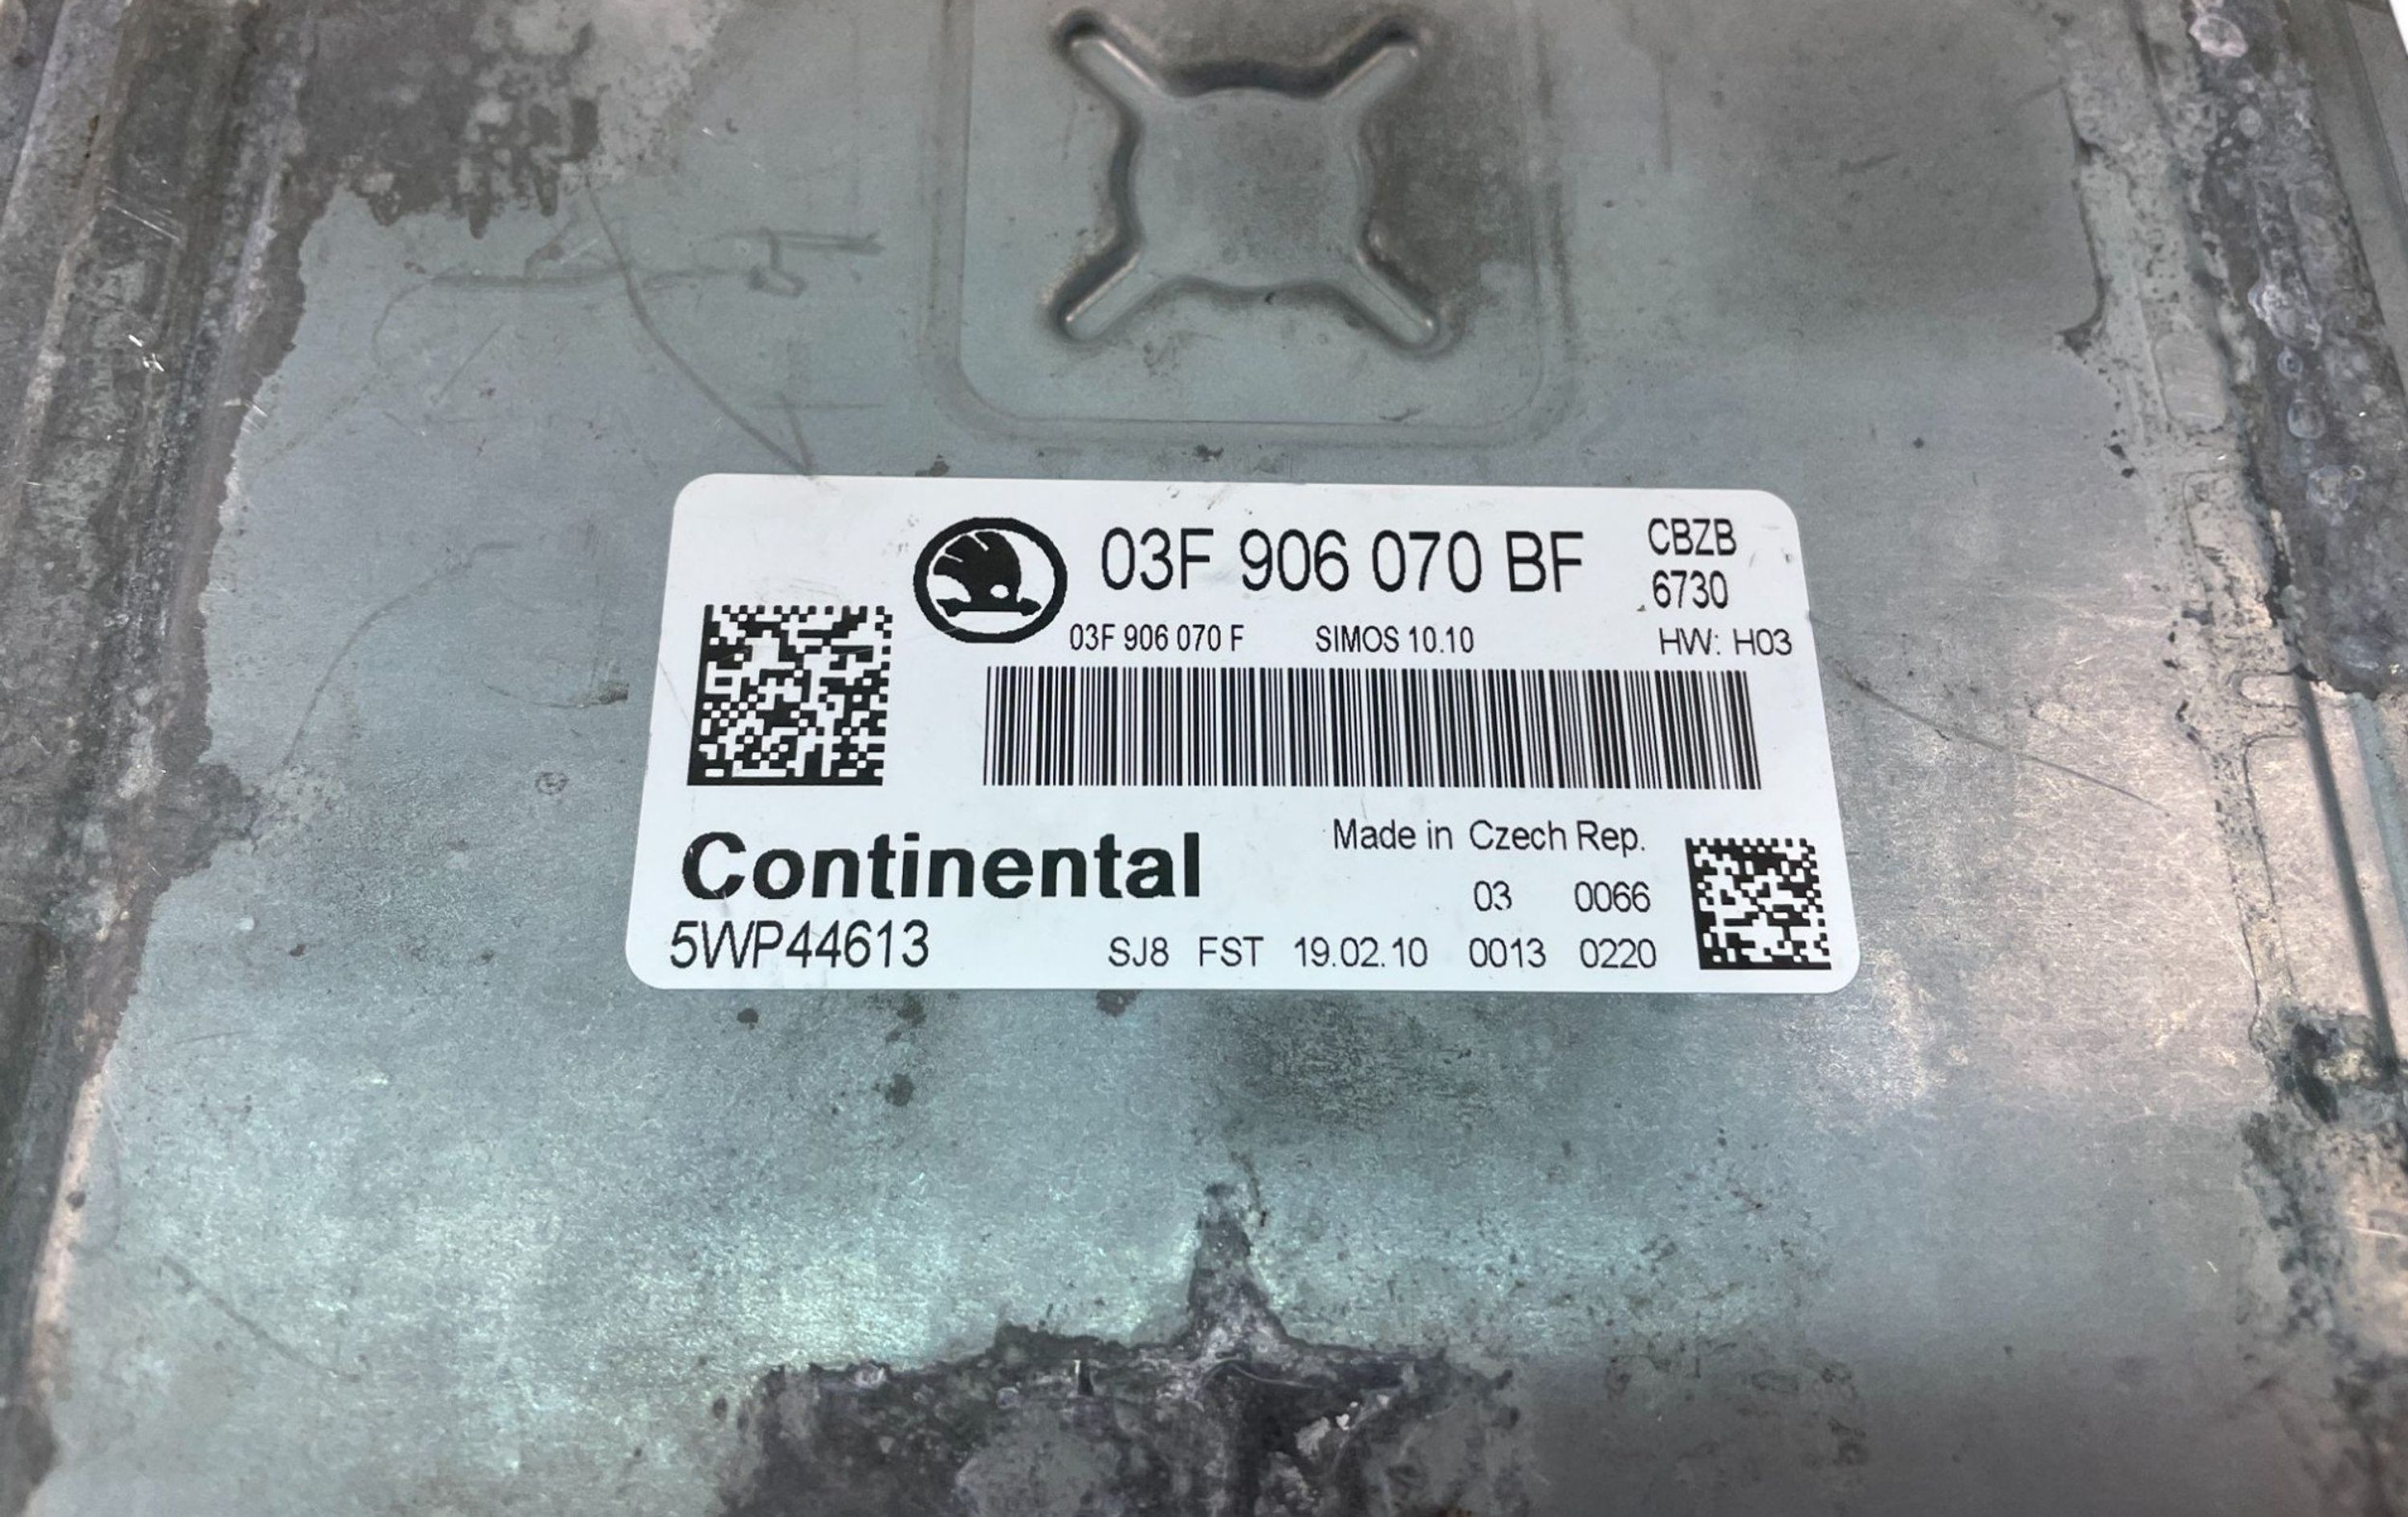 03F 906 070 BF CBZB
6730
03F 906 070 F SIMOS 10.10 HW: H03
Continental
Made in Czech Rep.
03 0066
5WP44613 SJ8 FST 19.02.10 0013 0220